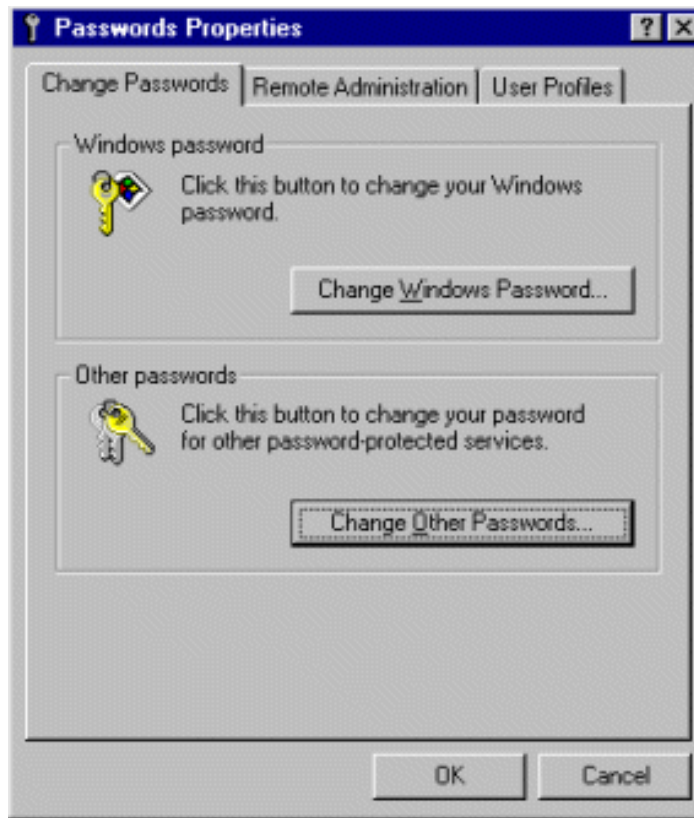 Passwords Properties
Change Passwords
Remote Administration
User Profiles
Windows password
Click this button to change your Windows
password.
Change Windows Password...
Other passwords
Click this button to change your password
for other password-protected services.
Change Other Passwords...
OK
Cancel